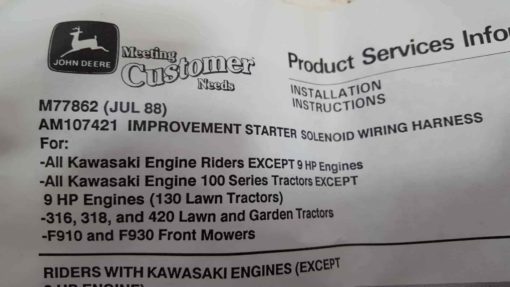 JOHN DEERE
Meeting
Customer
Needs
Product Services Info
INSTALLATION
INSTRUCTIONS
M77862 (JUL 88)
AM107421 IMPROVEMENT STARTER SOLENOID WIRING HARNESS
For:
-All Kawasaki Engine Riders EXCEPT 9 HP Engines
-All Kawasaki Engine 100 Series Tractors EXCEPT
9 HP Engines (130 Lawn Tractors)
-316, 318, and 420 Lawn and Garden Tractors
-F910 and F930 Front Mowers
RIDERS WITH KAWASAKI ENGINES (EXCEPT
9 HP ENGINE)